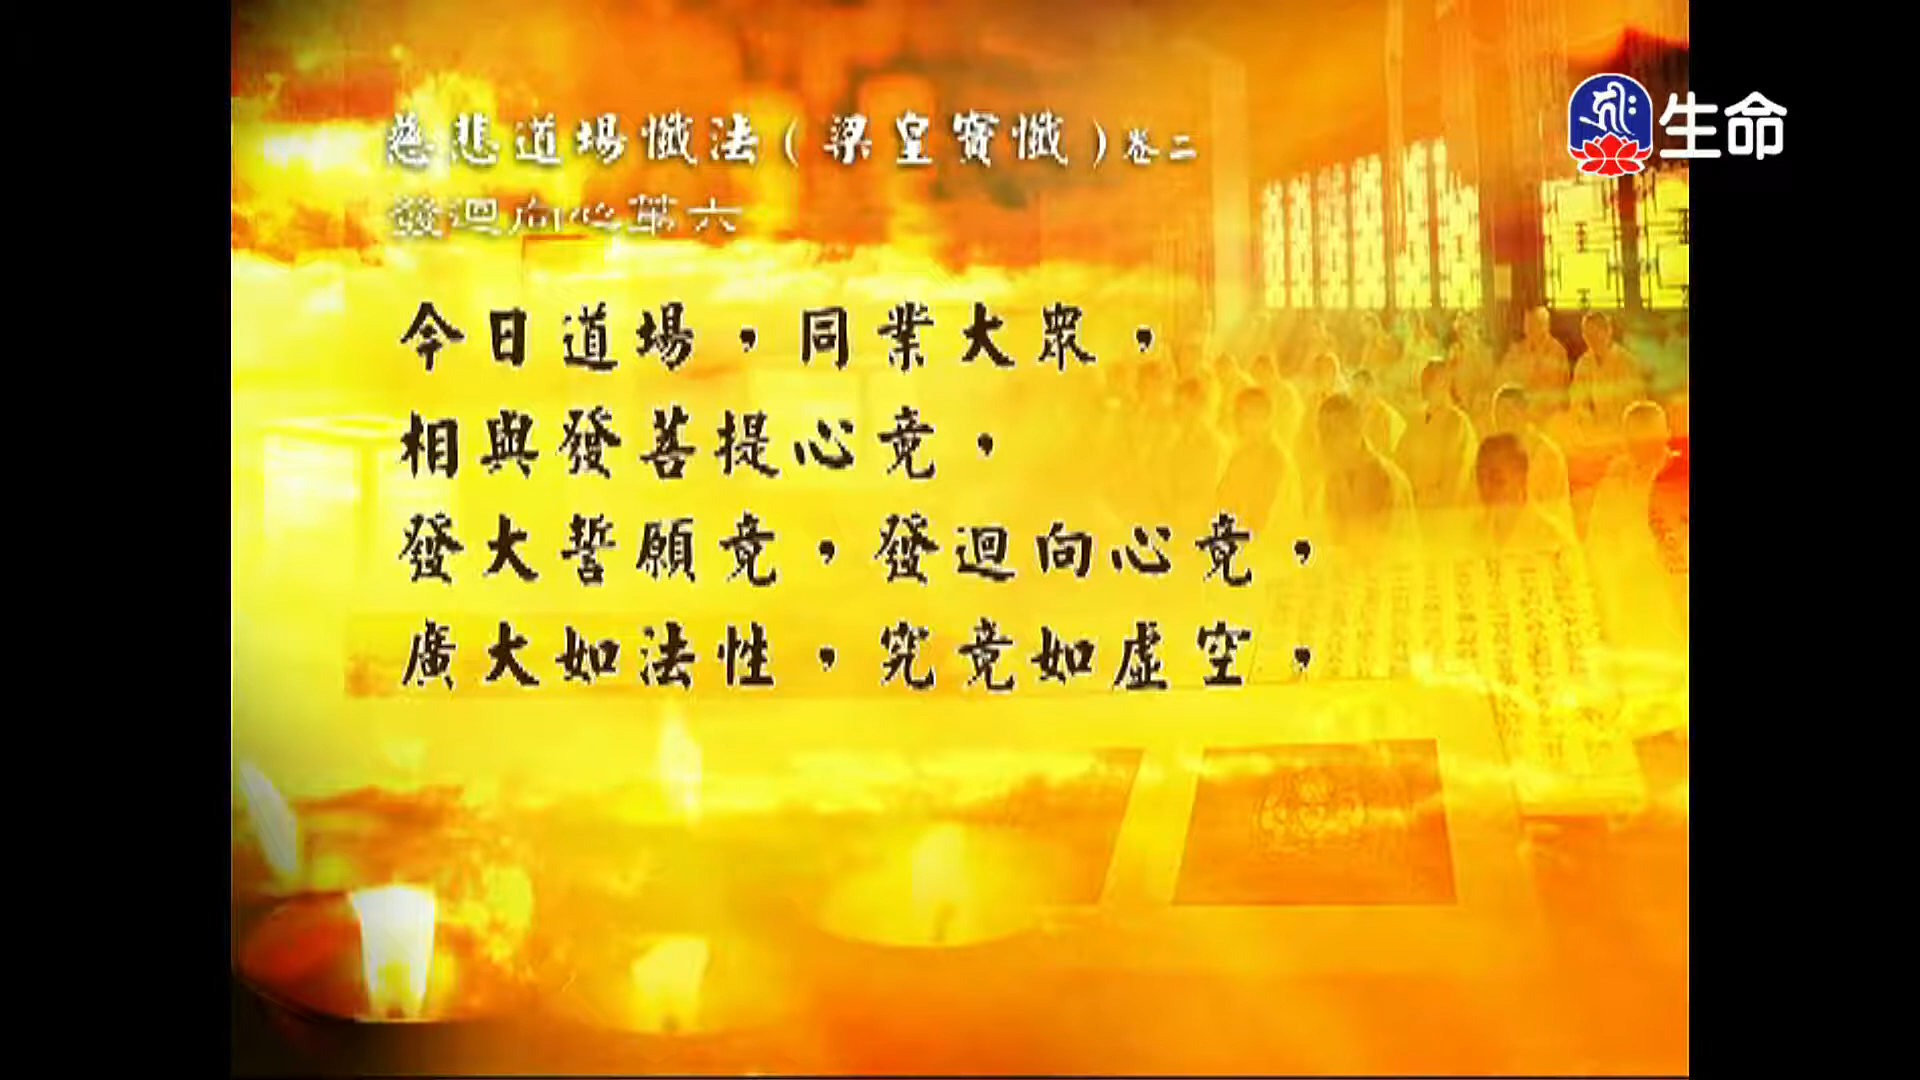 慈悲道場懺法(梁皇寶懺)卷二
生命
發迴向心第六
今日道場，同業大眾，
相與發菩提心竟，
發大誓願竟，發迴向心竟，
廣大如法性，究竟如虛空，